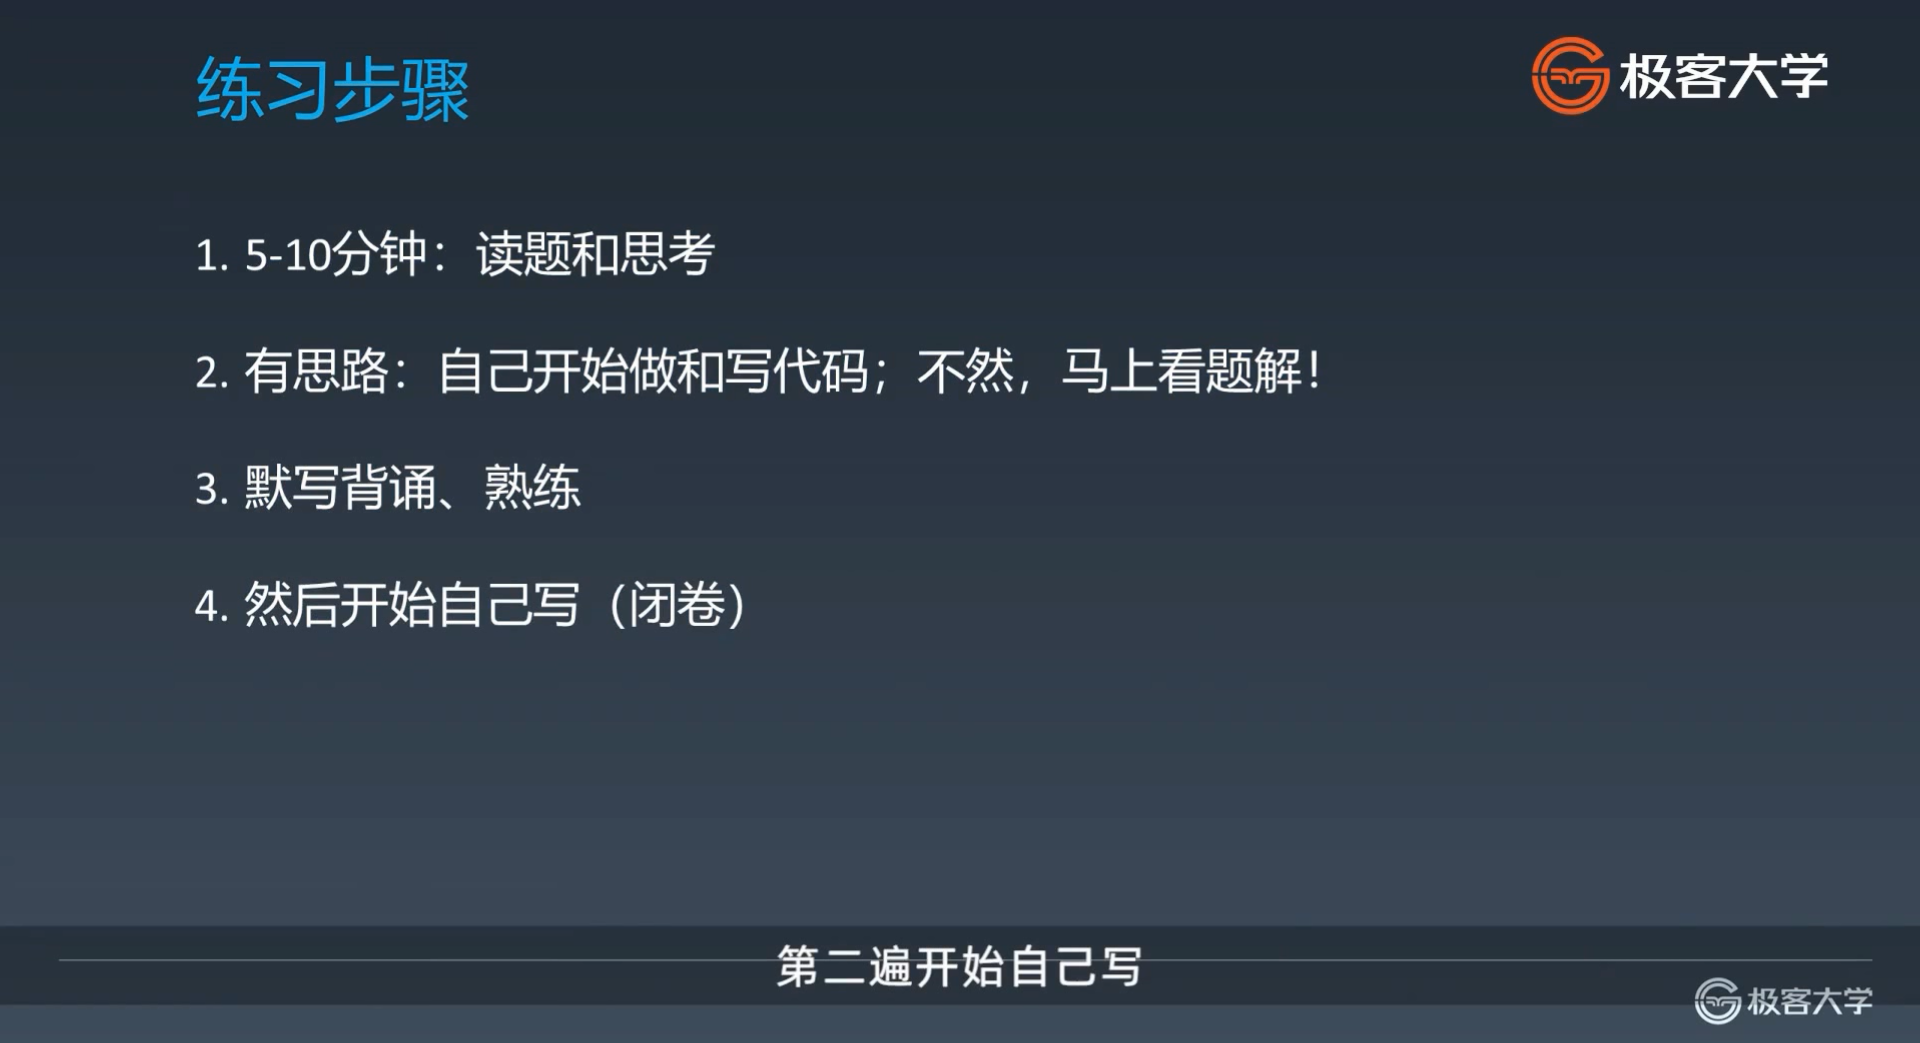 练习步骤
极客大学
1. 5-10分钟：读题和思考
2. 有思路：自己开始做和写代码；不然，马上看题解！
3. 默写背诵、熟练
4. 然后开始自己写（闭卷）
第二遍开始自己写
极客大学